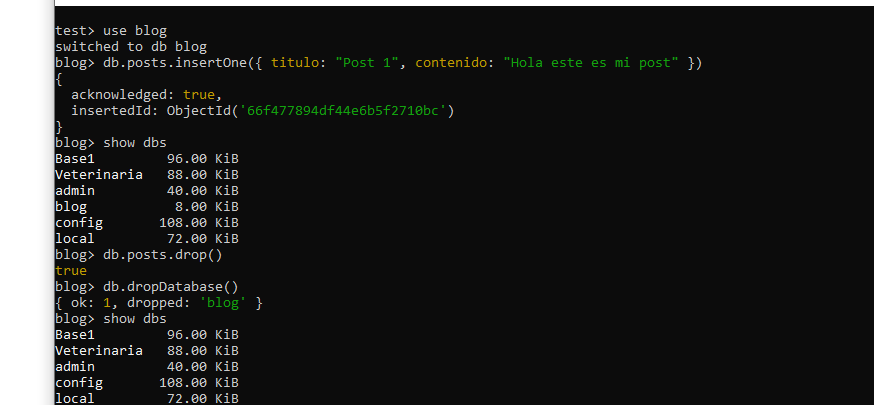 test> use blog
switched to db blog
blog> db.posts.insertOne({ titulo: "Post 1", contenido: "Hola este es mi post" })
{
  acknowledged: true,
  insertedId: ObjectId('66f477894df44e6b5f2710bc')
}
blog> show dbs
Base1         96.00 KiB
Veterinaria   88.00 KiB
admin         40.00 KiB
blog           8.00 KiB
config       108.00 KiB
local         72.00 KiB
blog> db.posts.drop()
true
blog> db.dropDatabase()
{ ok: 1, dropped: 'blog' }
blog> show dbs
Base1         96.00 KiB
Veterinaria   88.00 KiB
admin         40.00 KiB
config       108.00 KiB
local         72.00 KiB